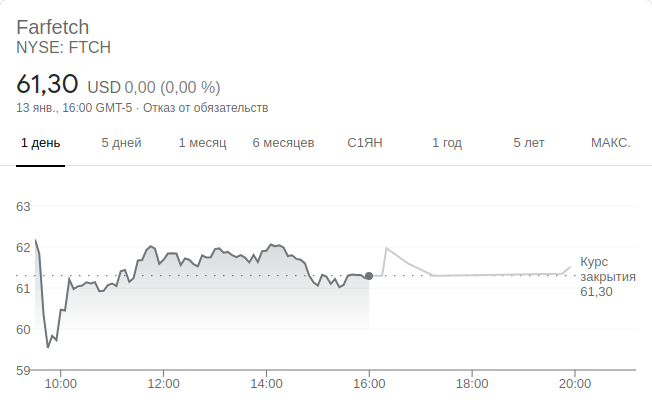 Farfetch
NYSE: FTCH
61,30 USD 0,00 (0,00 %)
13 янв., 16:00 GMT-5 · Отказ от обязательств
1 день 5 дней 1 месяц 6 месяцев С1ЯН 1 год 5 лет МАКС.
63
62
61
60
59
Курс
закрытия
61,30
10:00 12:00 14:00 16:00 18:00 20:00